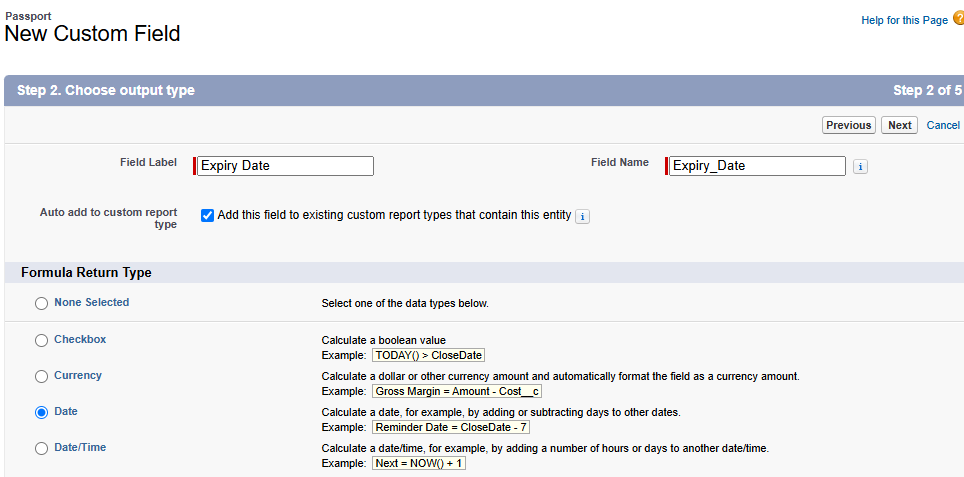 Passport
New Custom Field
Help for this Page ?
Step 2. Choose output type
Step 2 of 5
Previous Next Cancel
Field Label Expiry Date Field Name Expiry_Date i
Auto add to custom report type
Add this field to existing custom report types that contain this entity i
Formula Return Type
None Selected Select one of the data types below.
Checkbox Calculate a boolean value
Example: TODAY() > CloseDate
Currency Calculate a dollar or other currency amount and automatically format the field as a currency amount.
Example: Gross Margin = Amount - Cost__c
Date Calculate a date, for example, by adding or subtracting days to other dates.
Example: Reminder Date = CloseDate - 7
Date/Time Calculate a date/time, for example, by adding a number of hours or days to another date/time.
Example: Next = NOW() + 1